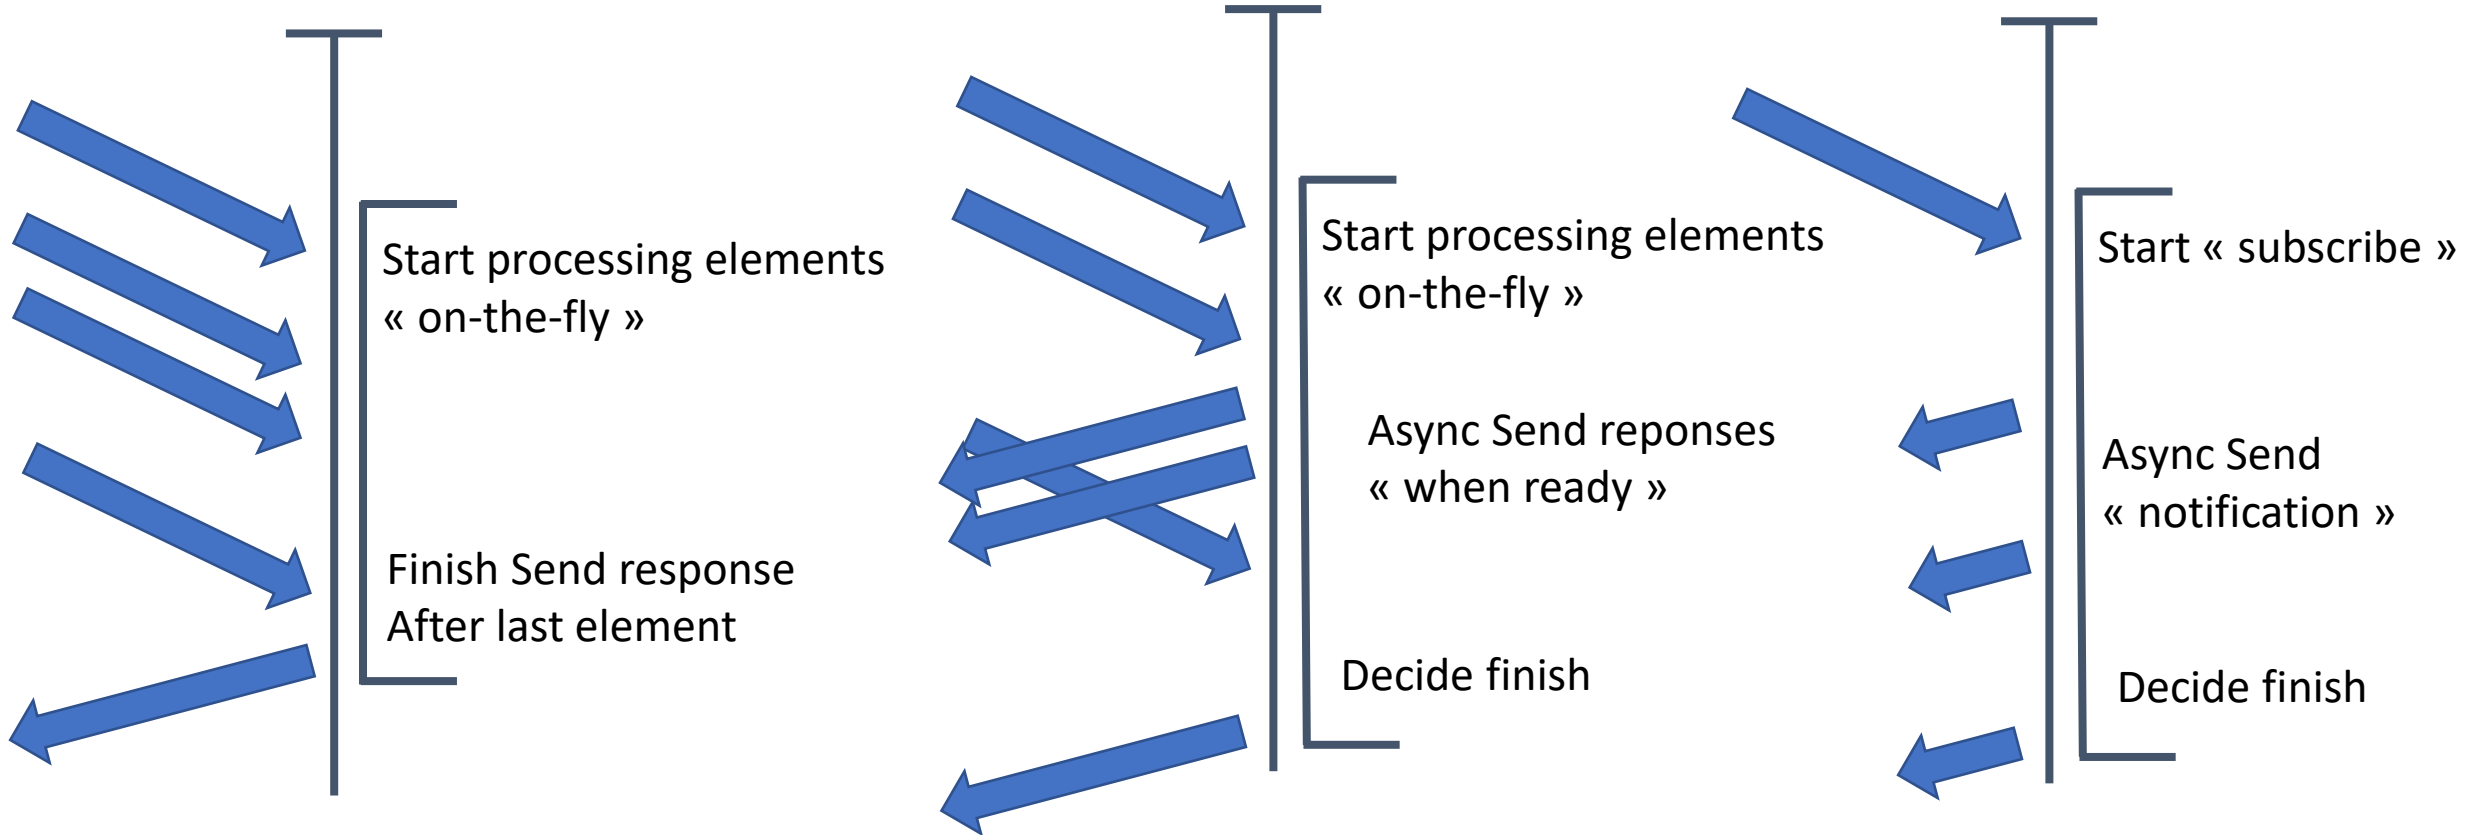 Start processing elements
« on-the-fly »
Finish Send response
After last element
Start processing elements
« on-the-fly »
Async Send reponses
« when ready »
Decide finish
Start « subscribe »
Async Send
« notification »
Decide finish